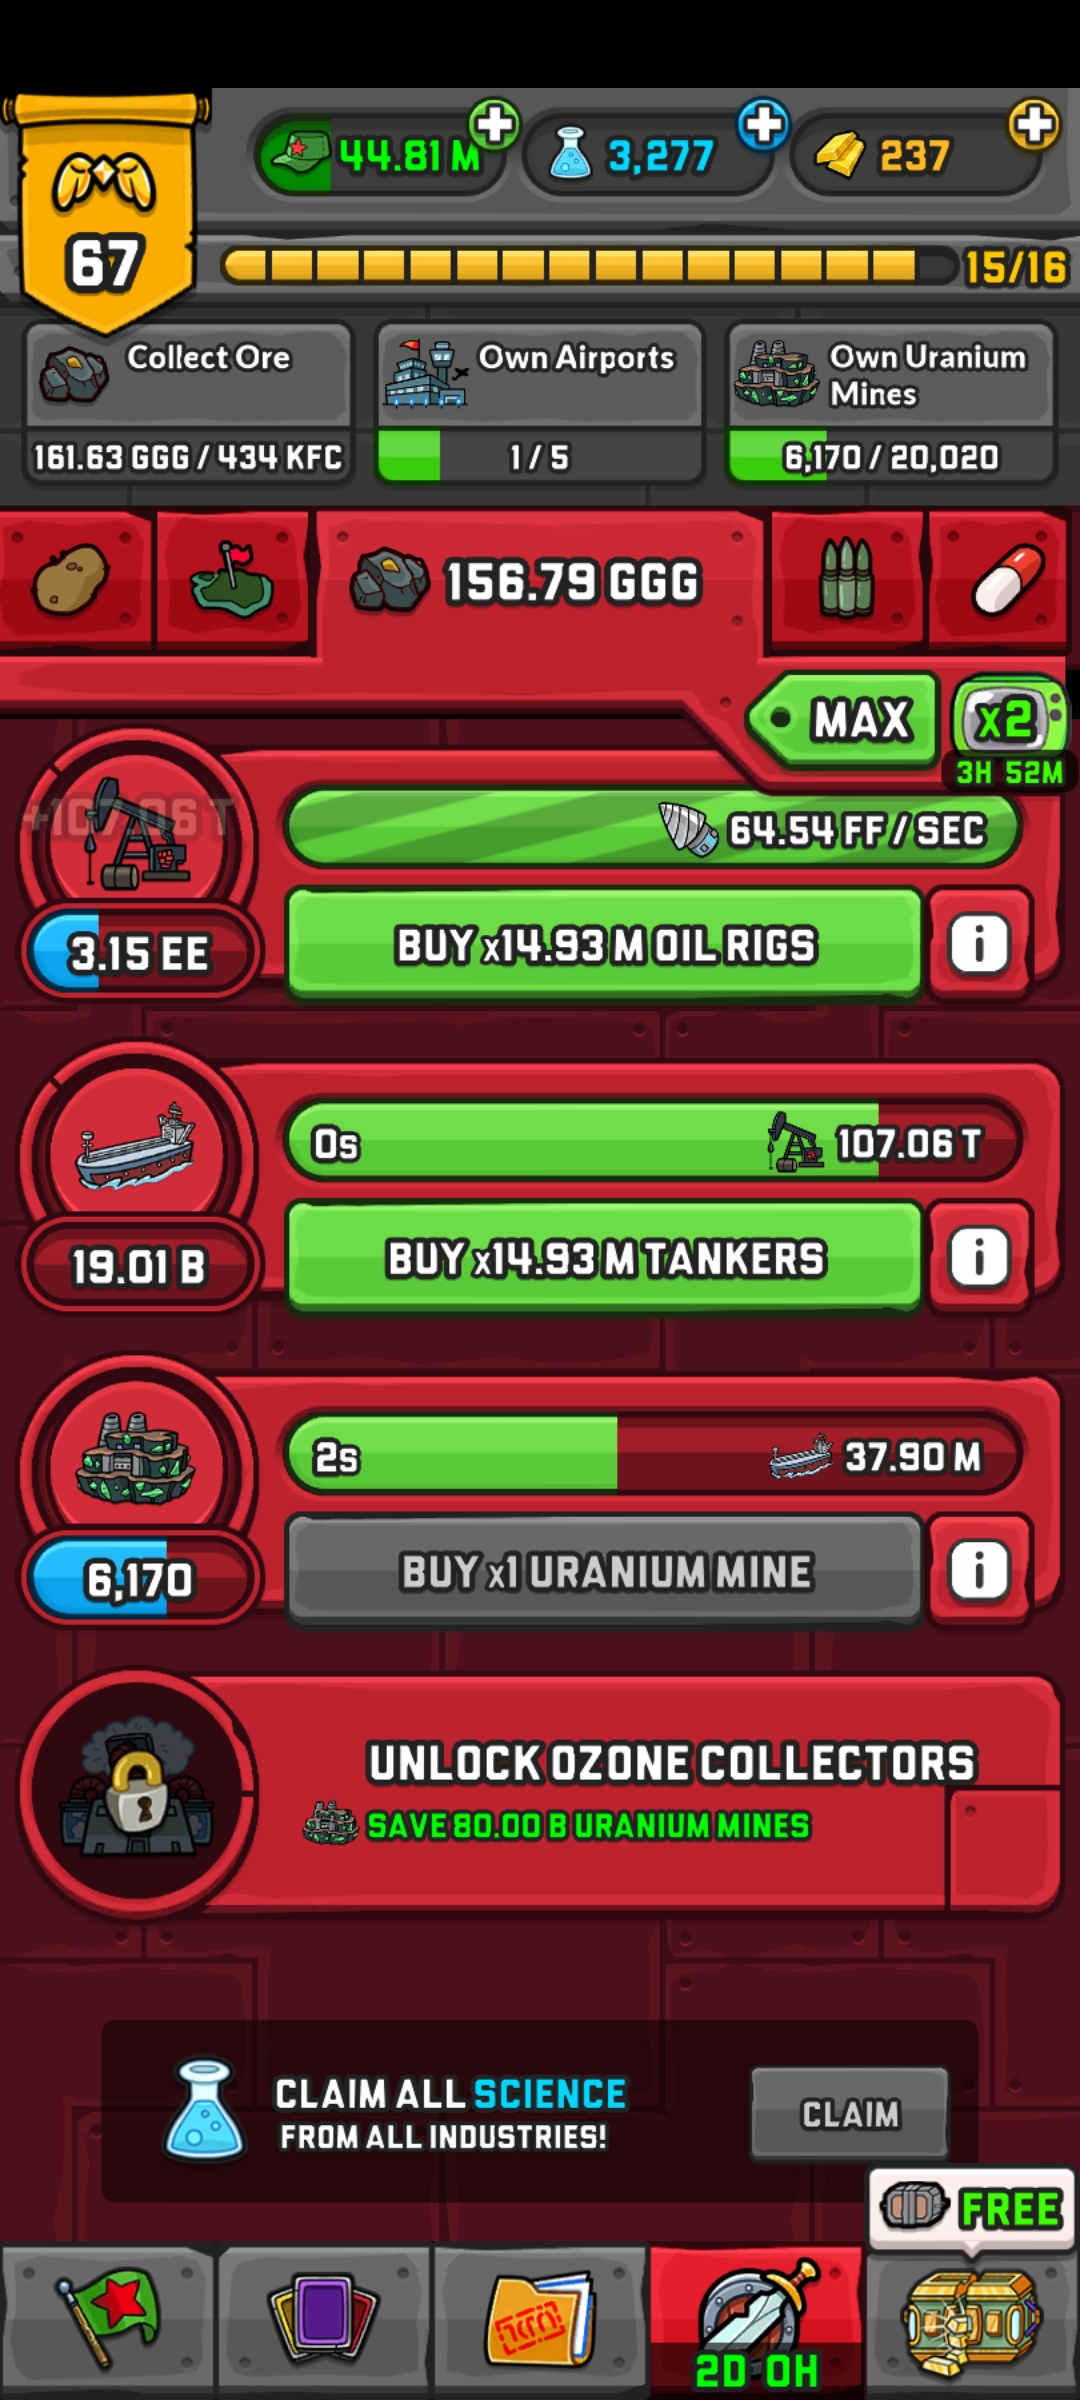 44.81 M
3,277
237
67
15/16
Collect Ore
161.63 GGG / 434 KFC
Own Airports
1 / 5
Own Uranium
Mines
6,170 / 20,020
156.79 GGG
MAX
x2
3H 52M
+107.06 T
64.54 FF / SEC
3.15 EE
BUY x14.93 M OIL RIGS
i
0s
107.06 T
19.01 B
BUY x14.93 M TANKERS
i
2s
37.90 M
6,170
BUY x1 URANIUM MINE
i
UNLOCK OZONE COLLECTORS
SAVE 80.00 B URANIUM MINES
CLAIM ALL SCIENCE
FROM ALL INDUSTRIES!
CLAIM
FREE
2D 0H